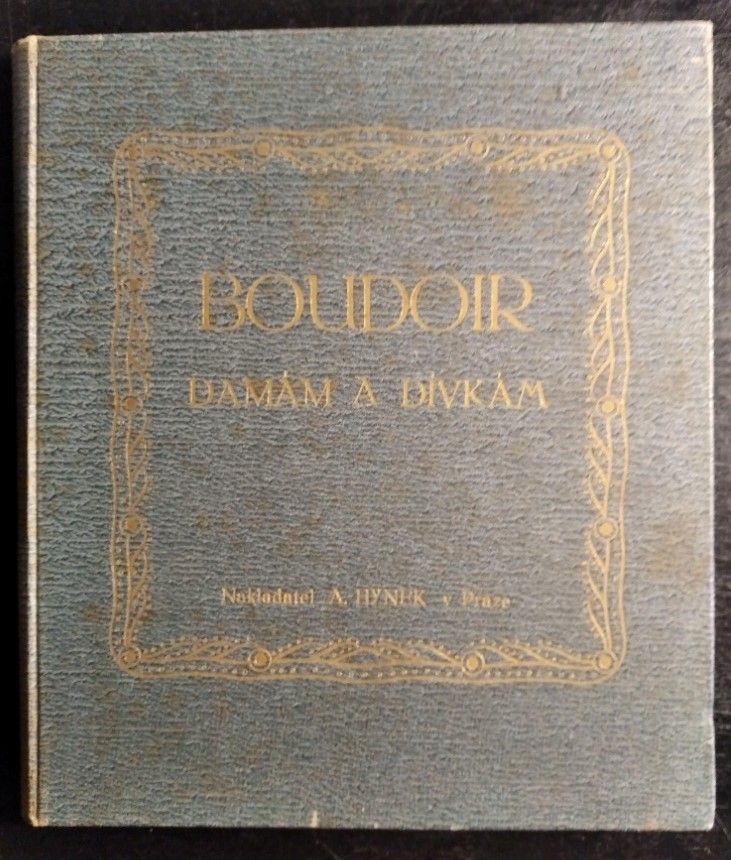 BOUDOIR
DAMÁM A DÍVKÁM
Nakladatel A. HYNEK v Praze